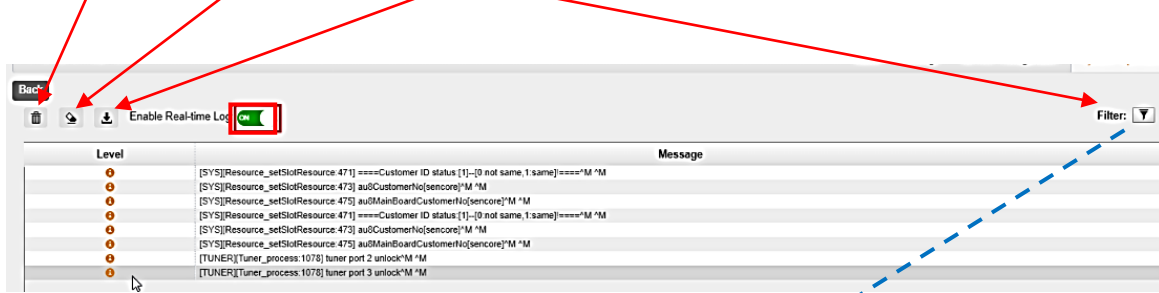 Back
Enable Real-time Log ON Filter:
Level Message
[SYS][Resource_setSlotResource:471] ====Customer ID status:[1]--[0:not same,1:same]!====^M ^M
[SYS][Resource_setSlotResource:473] au8CustomerNo[sencore]^M ^M
[SYS][Resource_setSlotResource:475] au8MainBoardCustomerNo[sencore]^M ^M
[SYS][Resource_setSlotResource:471] ====Customer ID status:[1]--[0:not same,1:same]!====^M ^M
[SYS][Resource_setSlotResource:473] au8CustomerNo[sencore]^M ^M
[SYS][Resource_setSlotResource:475] au8MainBoardCustomerNo[sencore]^M ^M
[TUNER][Tuner_process:1078] tuner port 2 unlock^M ^M
[TUNER][Tuner_process:1078] tuner port 3 unlock^M ^M